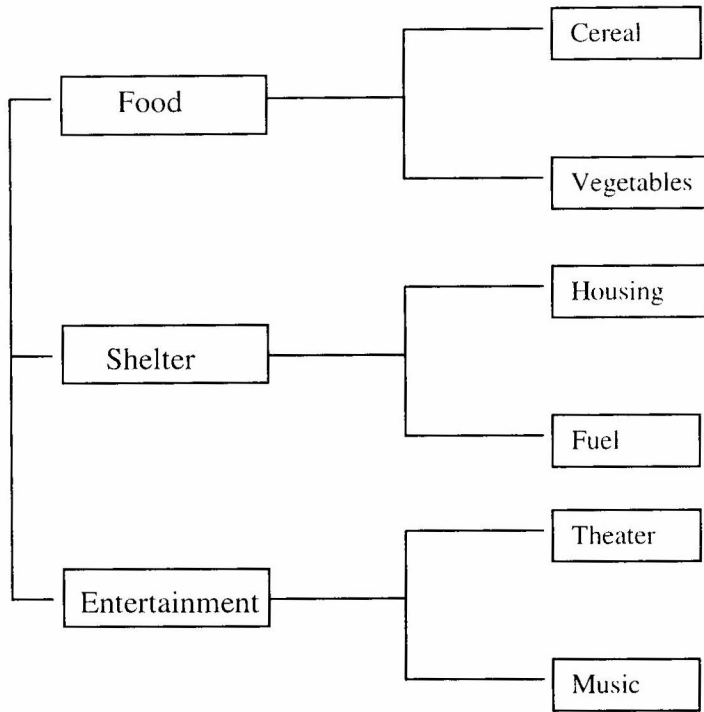 Cereal
Food
Vegetables
Housing
Shelter
Fuel
Theater
Entertainment
Music